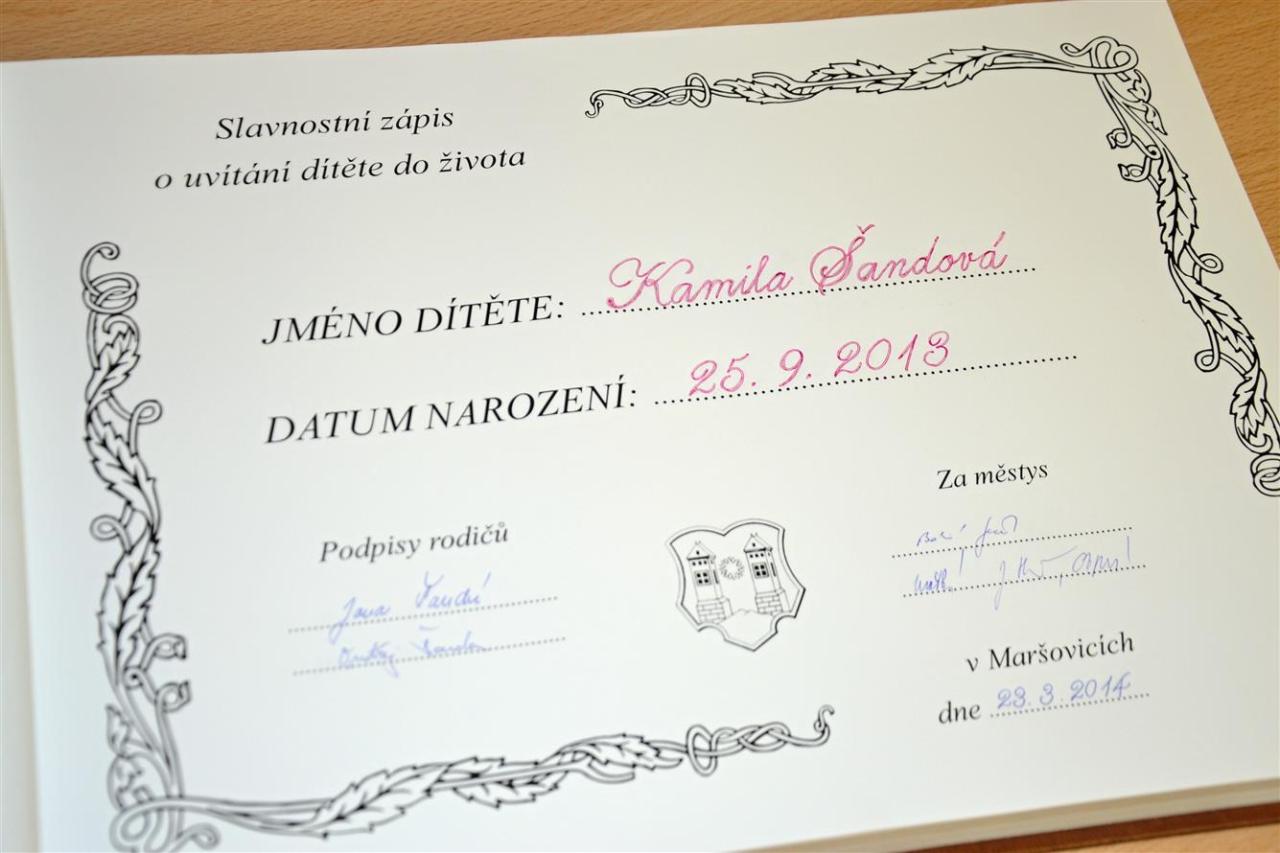 Slavnostní zápis
o uvítání dítěte do života
JMÉNO DÍTĚTE: Kamila Šandová
DATUM NAROZENÍ: 25. 9. 2013
Podpisy rodičů
Jana
Za městys
v Maršovicích
dne 23.3.2014